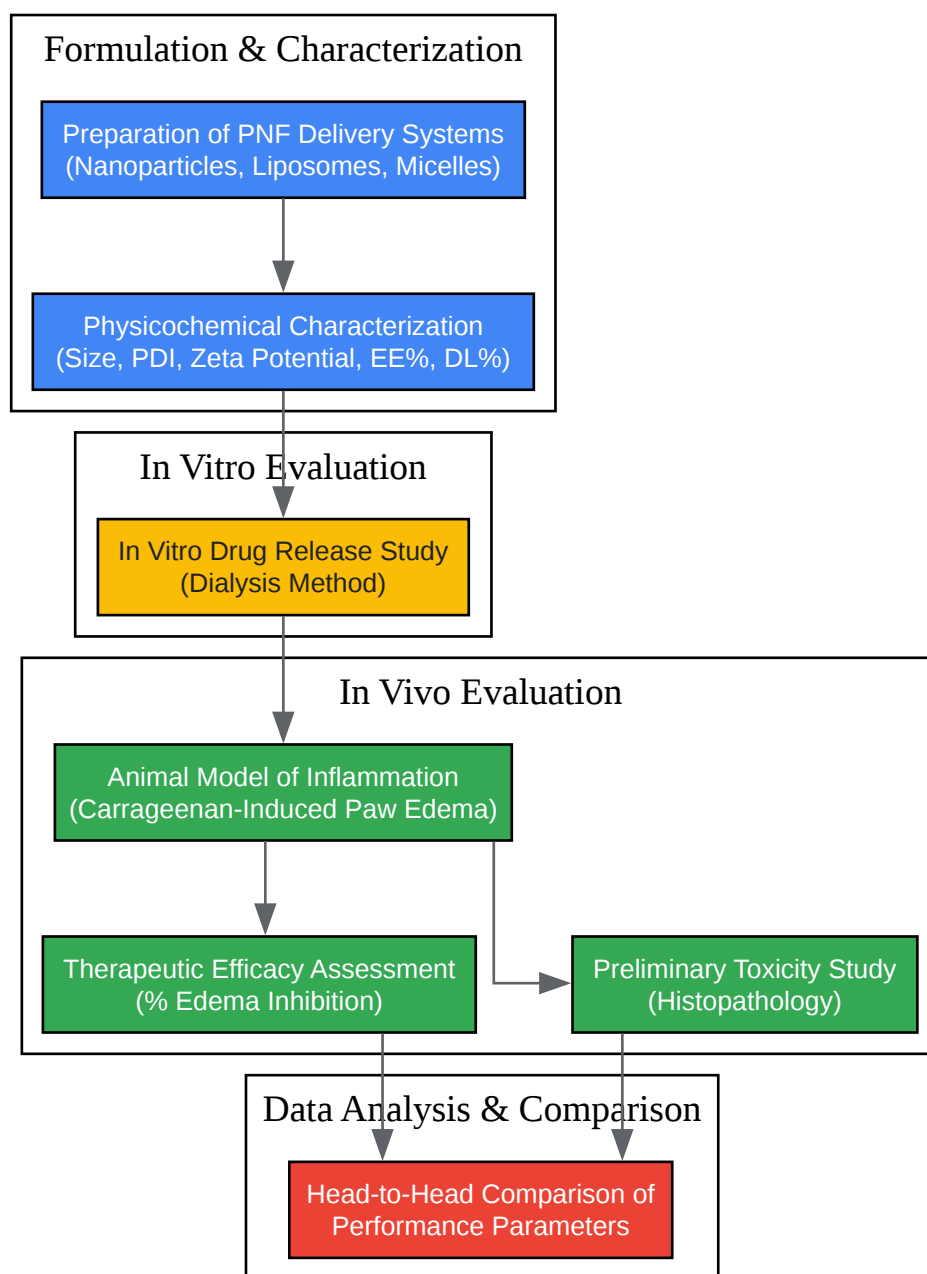 Formulation & Characterization
Preparation of PNF Delivery Systems
(Nanoparticles, Liposomes, Micelles)
Physicochemical Characterization
(Size, PDI, Zeta Potential, EE%, DL%)
In Vitro Evaluation
In Vitro Drug Release Study
(Dialysis Method)
In Vivo Evaluation
Animal Model of Inflammation
(Carrageenan-Induced Paw Edema)
Therapeutic Efficacy Assessment
(% Edema Inhibition)
Preliminary Toxicity Study
(Histopathology)
Data Analysis & Comparison
Head-to-Head Comparison of
Performance Parameters